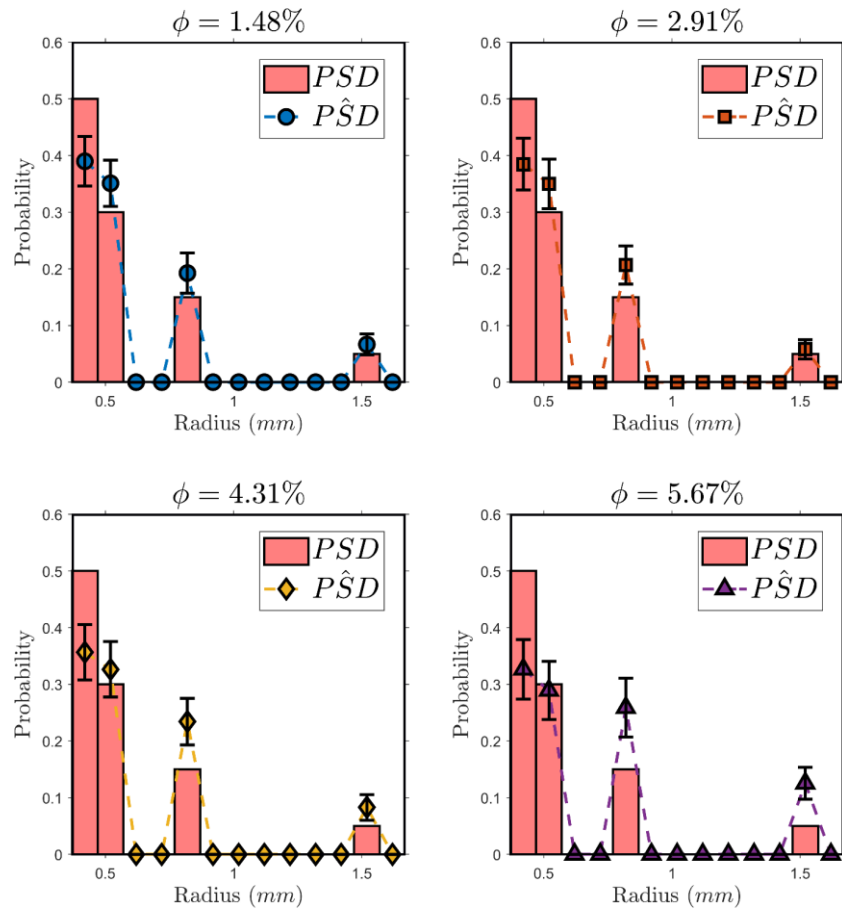 ϕ = 1.48%
0.6
0.5
0.4
0.3
0.2
0.1
0
Probability
PSD
PŜD
0.5
1
1.5
Radius (mm)
ϕ = 2.91%
0.6
0.5
0.4
0.3
0.2
0.1
0
Probability
PSD
PŜD
0.5
1
1.5
Radius (mm)
ϕ = 4.31%
0.6
0.5
0.4
0.3
0.2
0.1
0
Probability
PSD
PŜD
0.5
1
1.5
Radius (mm)
ϕ = 5.67%
0.6
0.5
0.4
0.3
0.2
0.1
0
Probability
PSD
PŜD
0.5
1
1.5
Radius (mm)